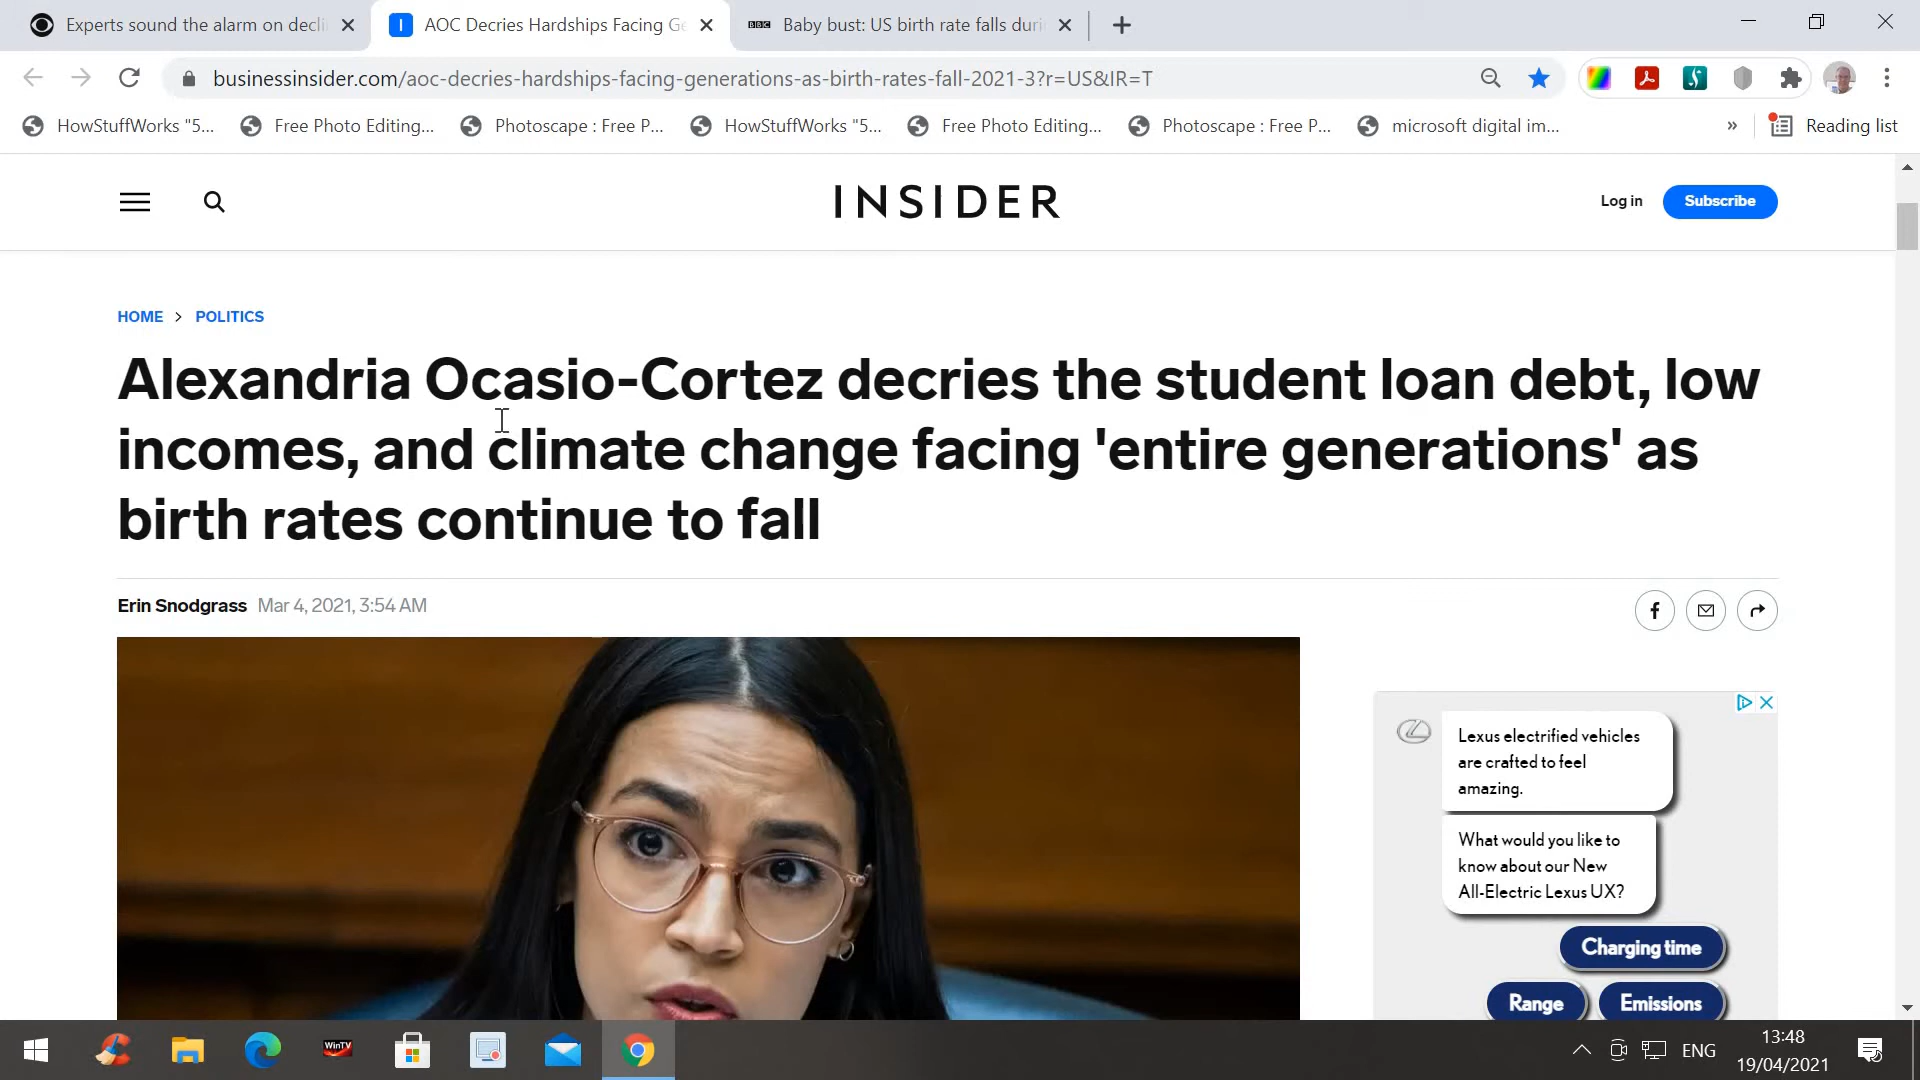 Experts sound the alarm on decli
AOC Decries Hardships Facing Ge
BBC Baby bust: US birth rate falls duri
businessinsider.com/aoc-decries-hardships-facing-generations-as-birth-rates-fall-2021-3?r=US&IR=T
HowStuffWorks "5... Free Photo Editing... Photoscape : Free P... HowStuffWorks "5... Free Photo Editing... Photoscape : Free P... microsoft digital im... » Reading list
INSIDER
Log in Subscribe
HOME > POLITICS
Alexandria Ocasio-Cortez decries the student loan debt, low
incomes, and climate change facing 'entire generations' as
birth rates continue to fall
Erin Snodgrass Mar 4, 2021, 3:54 AM
Lexus electrified vehicles
are crafted to feel
amazing.
What would you like to
know about our New
All-Electric Lexus UX?
Charging time
Range Emissions
WinTV
ENG
13:48
19/04/2021